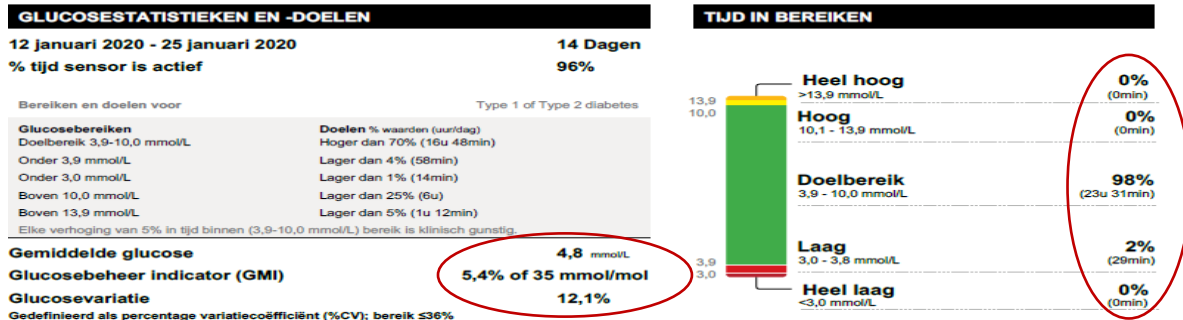 GLUCOSESTATISTIEKEN EN -DOELEN
12 januari 2020 - 25 januari 2020 14 Dagen
% tijd sensor is actief 96%
Bereiken en doelen voor Type 1 of Type 2 diabetes
Glucosebereiken Doelen % waarden (uur/dag)
Doelbereik 3,9-10,0 mmol/L Hoger dan 70% (16u 48min)
Onder 3,9 mmol/L Lager dan 4% (58min)
Onder 3,0 mmol/L Lager dan 1% (14min)
Boven 10,0 mmol/L Lager dan 25% (6u)
Boven 13,9 mmol/L Lager dan 5% (1u 12min)
Elke verhoging van 5% in tijd binnen (3,9-10,0 mmol/L) bereik is klinisch gunstig.
Gemiddelde glucose 4,8 mmol/L
Glucosebeheer indicator (GMI) 5,4% of 35 mmol/mol
Glucosevariatie 12,1%
Gedefinieerd als percentage variatiecoëfficiënt (%CV); bereik ≤36%
TIJD IN BEREIKEN
13,9
10,0
3,9
3,0
Heel hoog 0%
>13,9 mmol/L (0min)
Hoog 0%
10,1 - 13,9 mmol/L (0min)
Doelbereik 98%
3,9 - 10,0 mmol/L (23u 31min)
Laag 2%
3,0 - 3,8 mmol/L (29min)
Heel laag 0%
<3,0 mmol/L (0min)